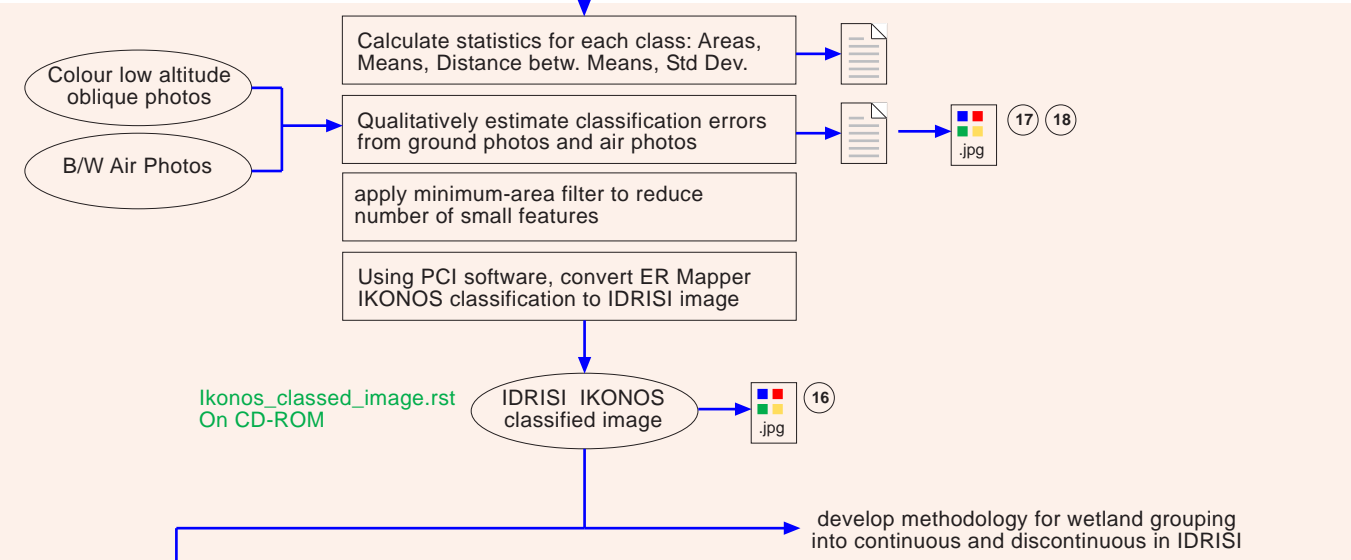 Calculate statistics for each class: Areas,
Means, Distance betw. Means, Std Dev.
Colour low altitude
oblique photos
B/W Air Photos
Qualitatively estimate classification errors
from ground photos and air photos
.jpg
17 18
apply minimum-area filter to reduce
number of small features
Using PCI software, convert ER Mapper
IKONOS classification to IDRISI image
Ikonos_classed_image.rst
On CD-ROM
IDRISI IKONOS
classified image
.jpg
16
develop methodology for wetland grouping
into continuous and discontinuous in IDRISI